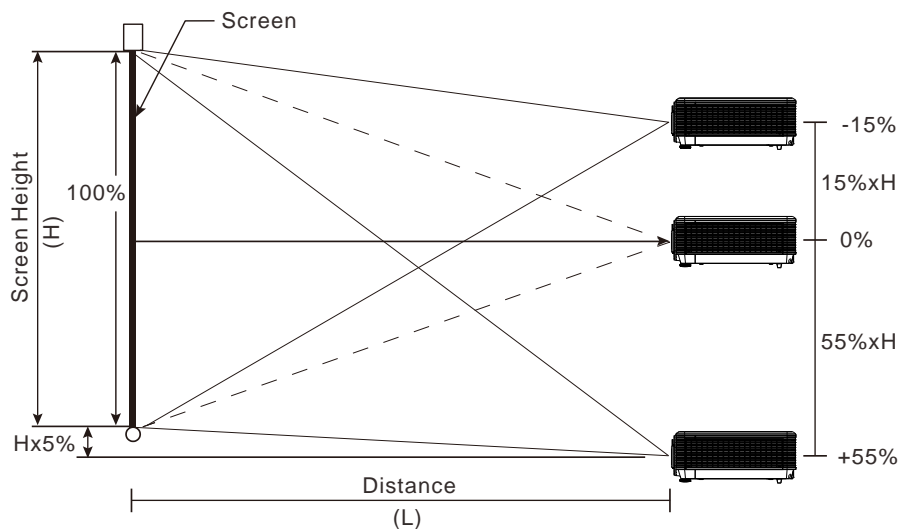 Screen
-15%
Screen Height
(H)
100%
15%xH
0%
55%xH
Hx5%
+55%
Distance
(L)